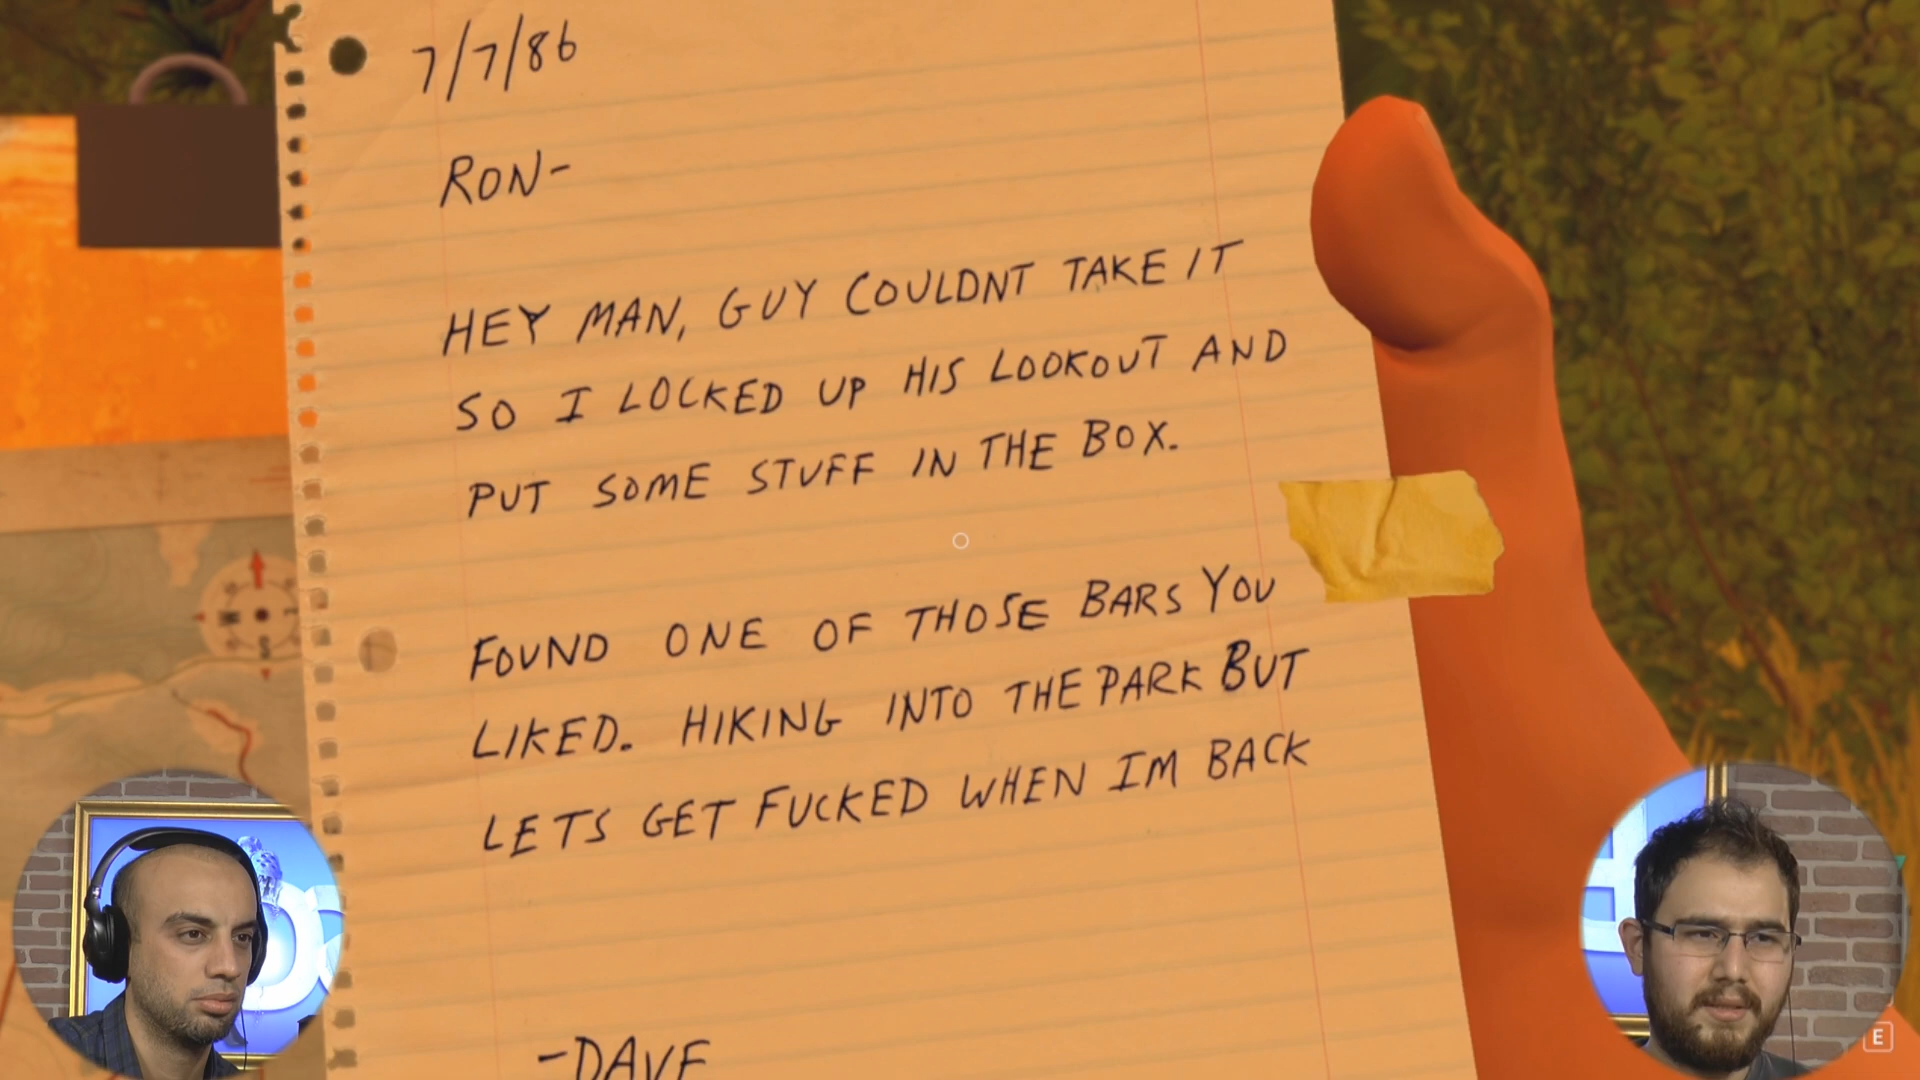 7/7/86
RON-
HEY MAN, GUY COULDNT TAKE IT
SO I LOCKED UP HIS LOOKOUT AND
PUT SOME STUFF IN THE BOX.
FOUND ONE OF THOSE BARS YOU
LIKED. HIKING INTO THE PARK BUT
LETS GET FUCKED WHEN IM BACK
-DAVE
W
S
E